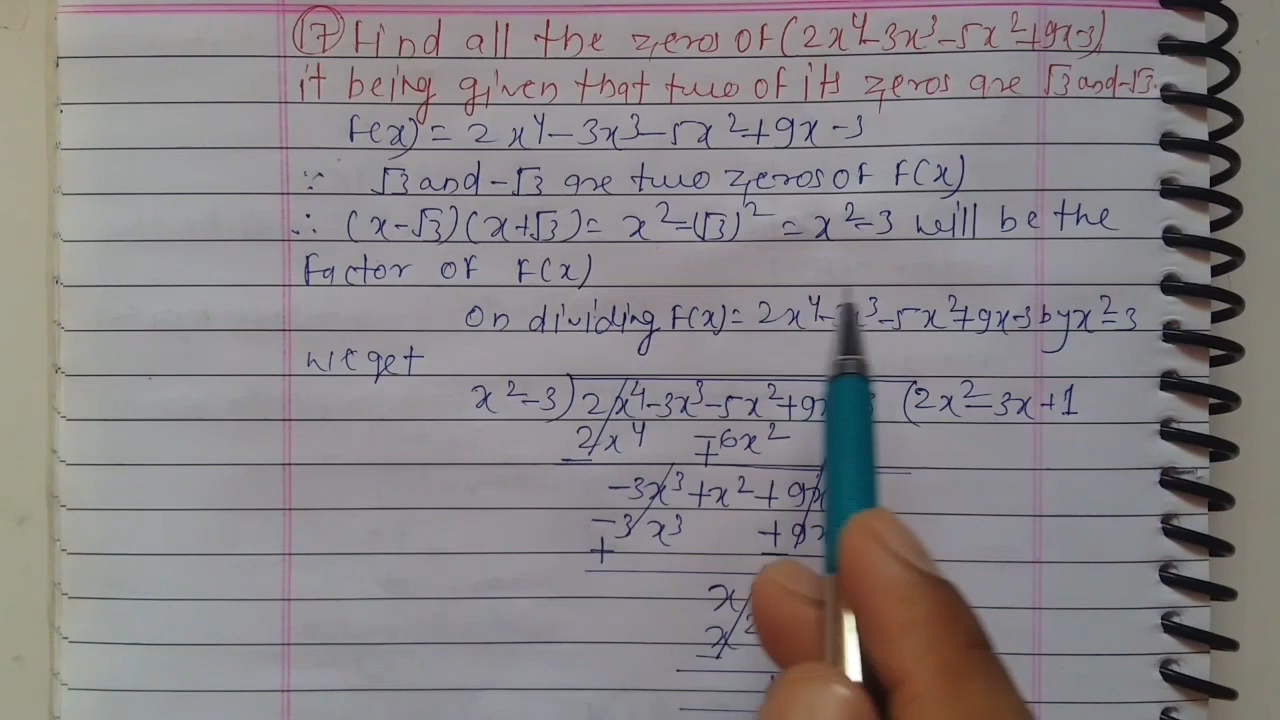 (17) Find all the zeros of (2x⁴-3x³-5x²+9x-3)
it being given that two of its zeros are √3 and -√3.
F(x) = 2x⁴-3x³-5x²+9x-3
∵ √3 and -√3 are two zeros of F(x)
∴ (x-√3)(x+√3) = x²-(√3)² = x²-3 will be the
Factor of F(x)
On dividing F(x) = 2x⁴- x³-5x²+9x-3 by x²-3
we get
x²-3) 2x⁴-3x³-5x²+9x 3 (2x²-3x+1
2x⁴ -6x²
- +
-3x³+x²+9x
-3x³ +9x
+ -
x
x²
-